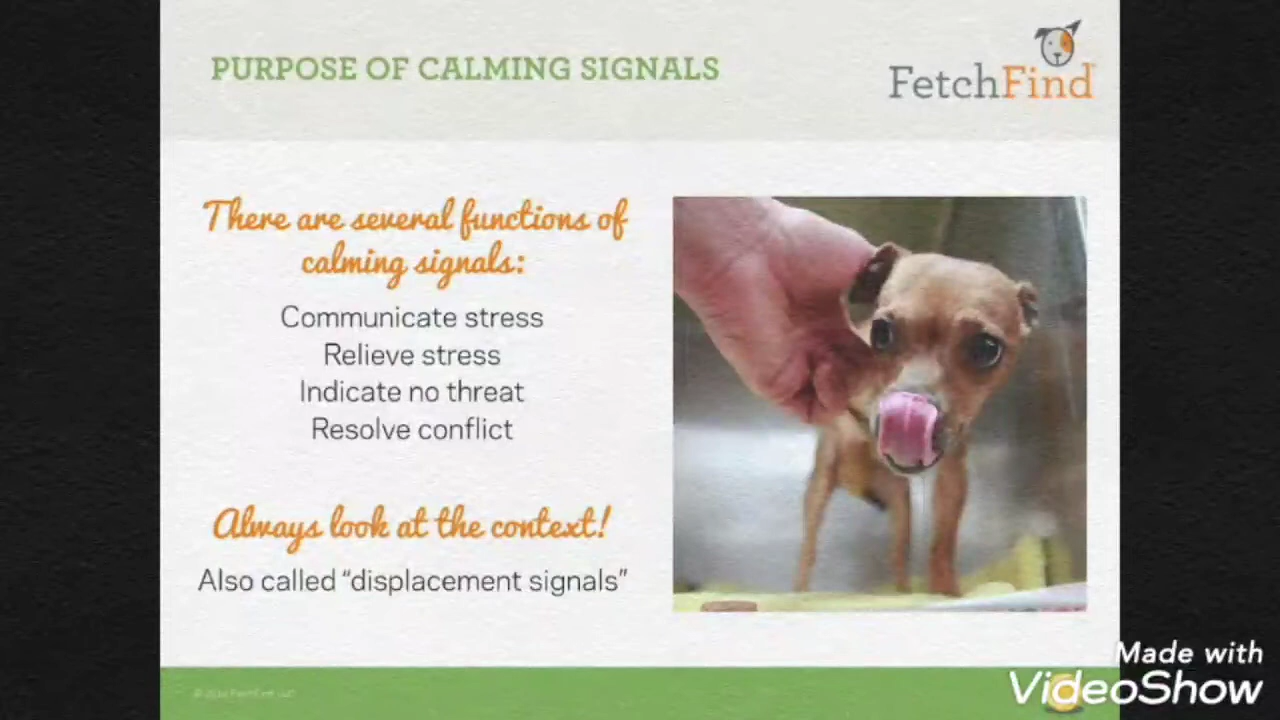 PURPOSE OF CALMING SIGNALS
FetchFind
There are several functions of
calming signals:
Communicate stress
Relieve stress
Indicate no threat
Resolve conflict
Always look at the context!
Also called “displacement signals”
Made with
VideoShow